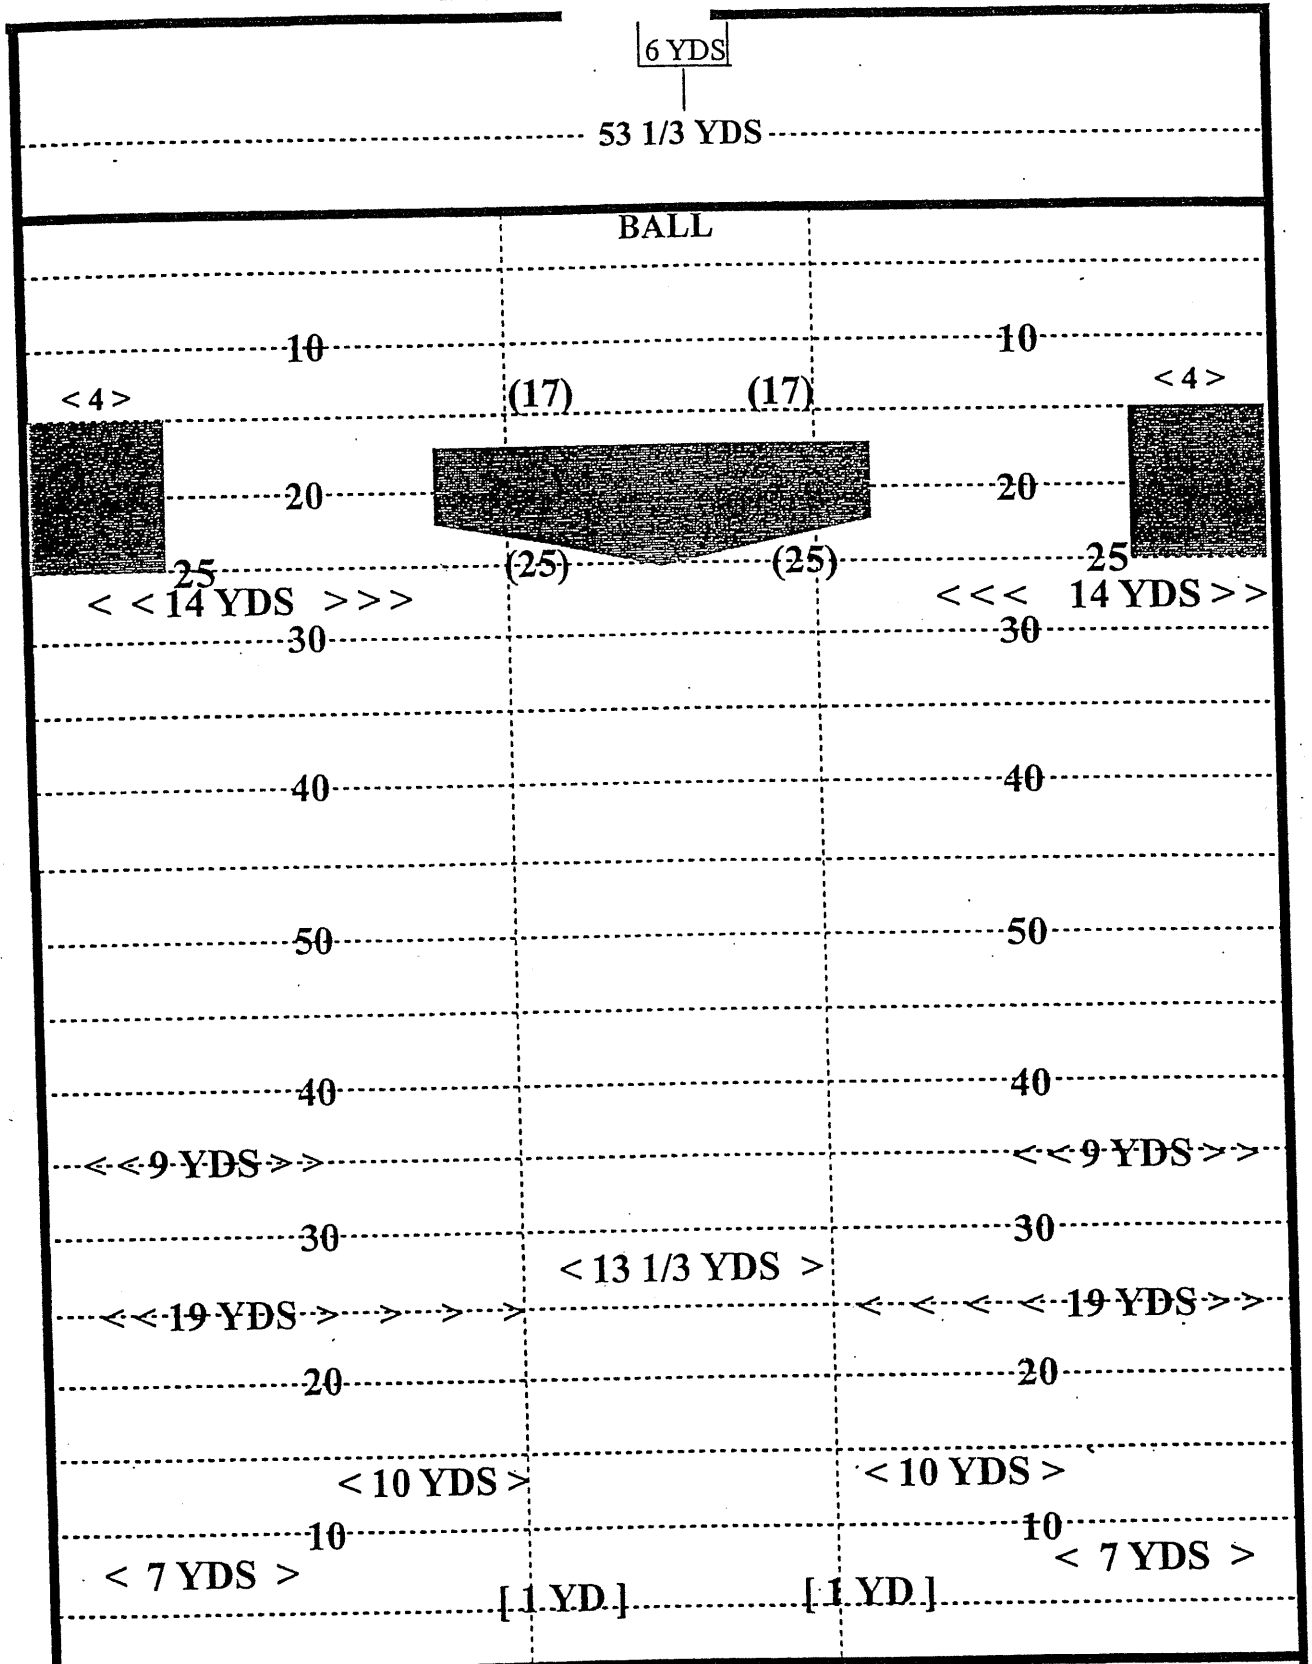 6 YDS
53 1/3 YDS
BALL
10 10
<4> <4>
(17) (17)
20 20
25 (25) (25) 25
< < 14 YDS >>> <<< 14 YDS >>
30 30
40 40
50 50
40 40
< < 9 YDS > > < < 9 YDS > >
30 30
< 13 1/3 YDS >
< < 19 YDS > > > > < < < < 19 YDS > >
20 20
< 10 YDS > < 10 YDS >
10 10
< 7 YDS > < 7 YDS >
[ 1 YD ] [ 1 YD ]